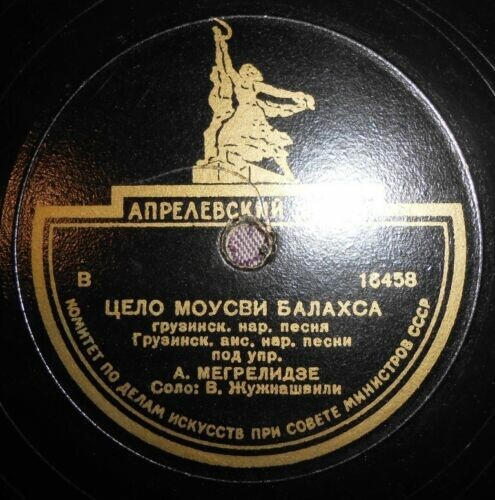 АПРЕЛЕВСКИЙ
В 16458
ЦЕЛО МОУСВИ БАЛАХСА
грузинск. нар. песня
Грузинск. анс. нар. песни
под упр.
А. МЕГРЕЛИДЗЕ
Соло: В. Жужнашвили
КОМИТЕТ ПО ДЕЛАМ ИСКУССТВ ПРИ СОВЕТЕ МИНИСТРОВ СССР